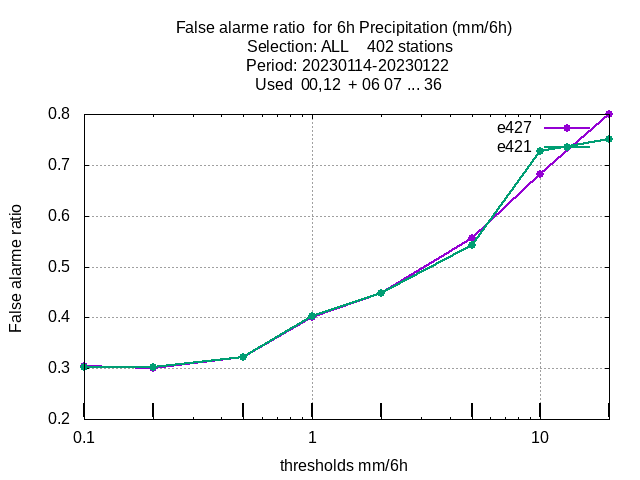 False alarme ratio  for 6h Precipitation (mm/6h)
Selection: ALL    402 stations
Period: 20230114-20230122
Used  00,12  + 06 07 ... 36
e427
e421
False alarme ratio
0.8
0.7
0.6
0.5
0.4
0.3
0.2
0.1 1 10
thresholds mm/6h